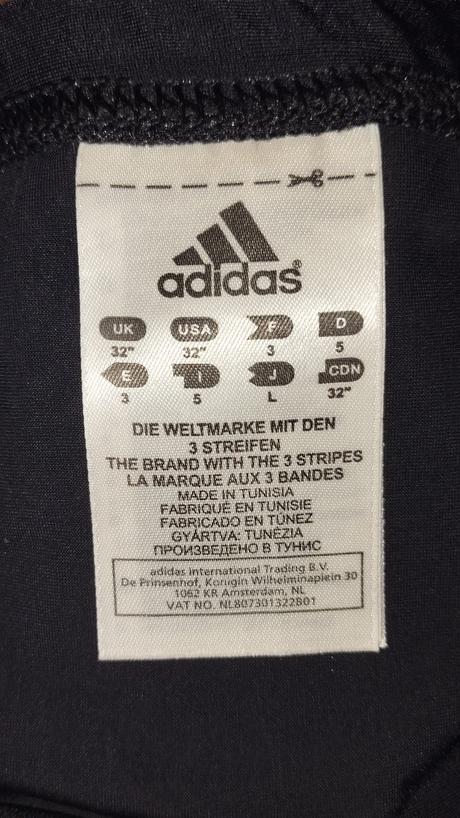 adidas®
UK USA F D
32" 32" 3 5
E I J CDN
3 5 L 32"
DIE WELTMARKE MIT DEN
3 STREIFEN
THE BRAND WITH THE 3 STRIPES
LA MARQUE AUX 3 BANDES
MADE IN TUNISIA
FABRIQUÉ EN TUNISIE
FABRICADO EN TÚNEZ
GYÁRTVA: TUNÉZIA
ПРОИЗВЕДЕНО В ТУНИС
adidas International Trading B.V.
De Prinsenhof, Konigin Wilhelminaplein 30
1062 KR Amsterdam, NL
VAT NO. NL807301322B01